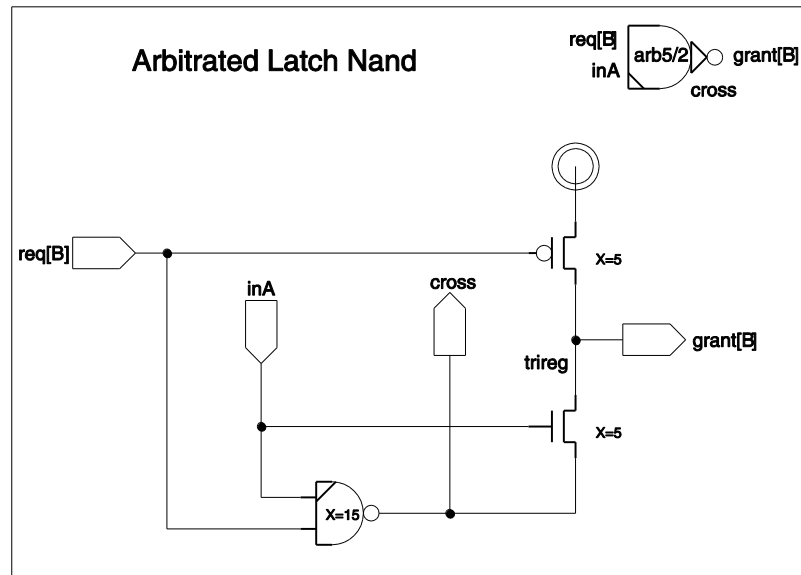 Arbitrated Latch Nand
req[B]
inA
arb5/2
grant[B]
cross
req[B]
inA
cross
X=5
trireg
grant[B]
X=5
X=15